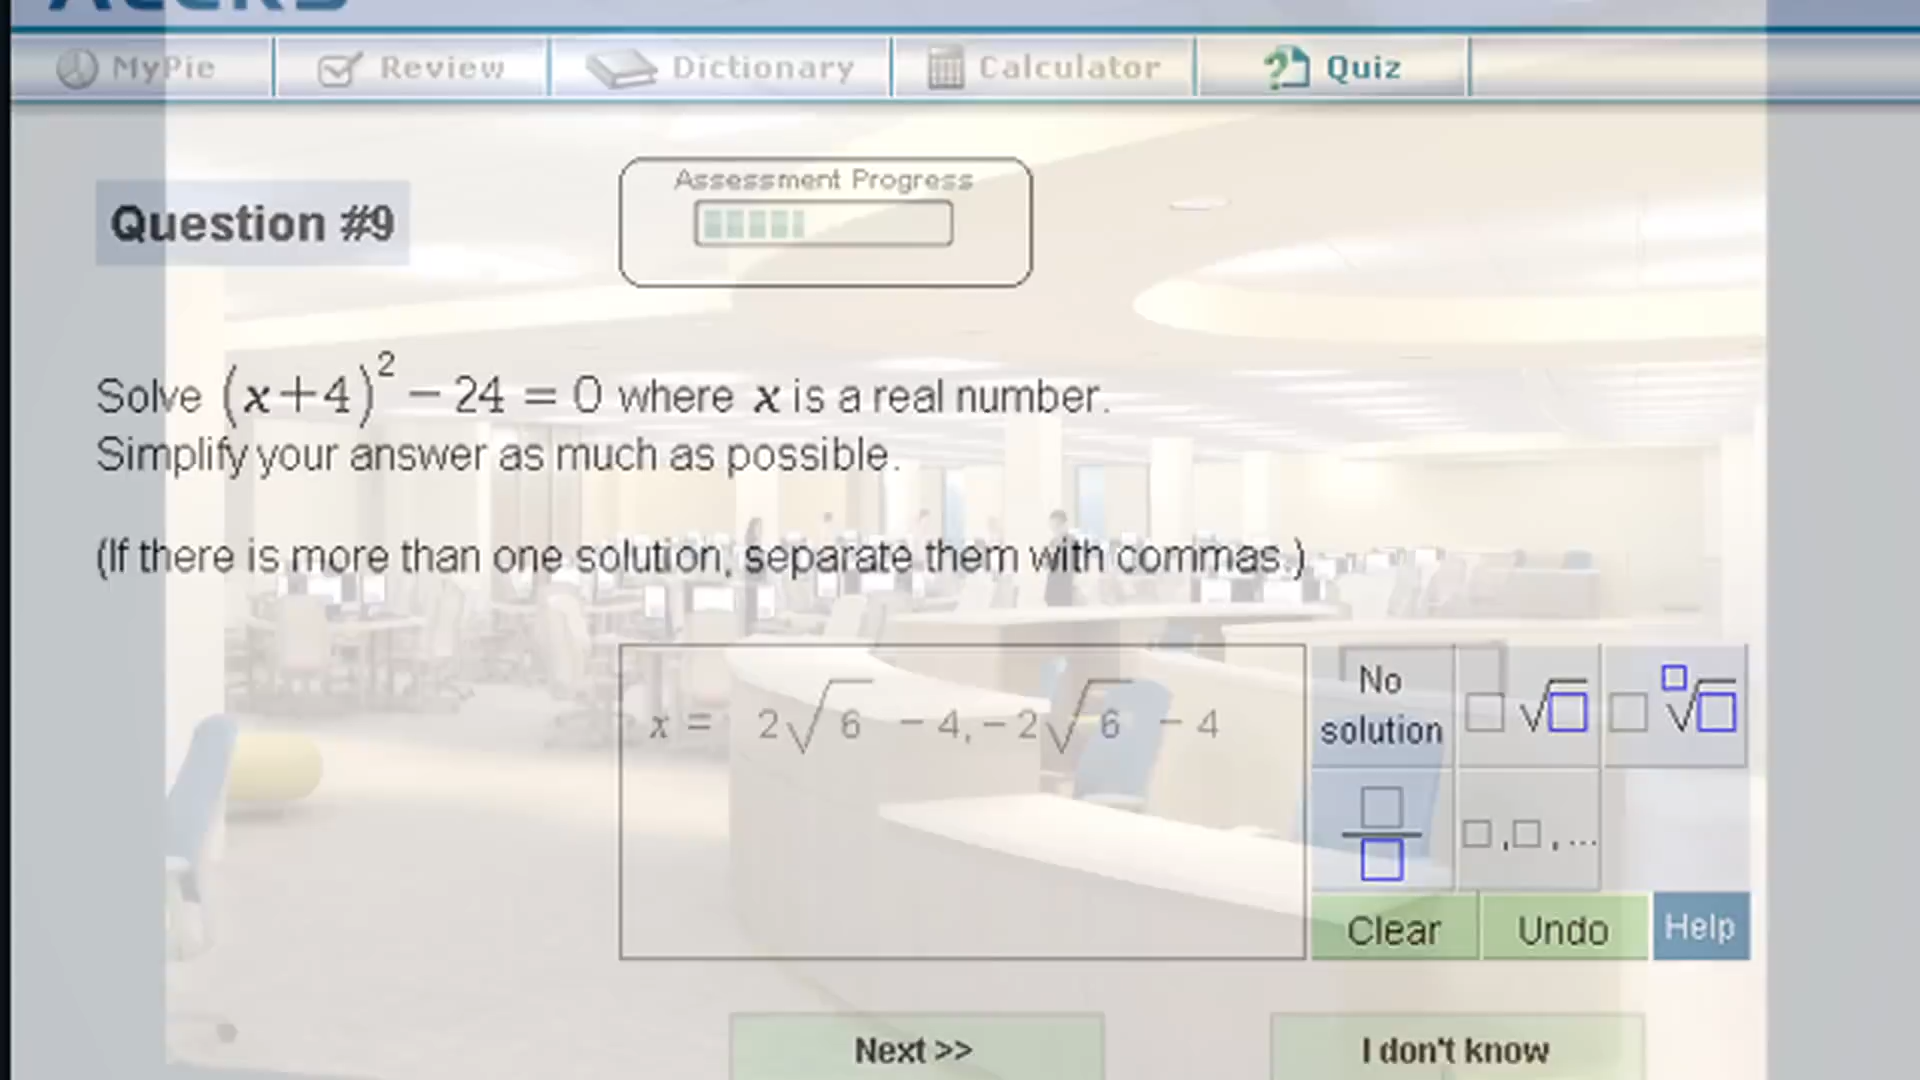 ALEKS
MyPie Review Dictionary Calculator Quiz
Question #9
Assessment Progress
Solve (x+4)² − 24 = 0 where x is a real number.
Simplify your answer as much as possible.
(If there is more than one solution, separate them with commas.)
x = 2√6 − 4, −2√6 − 4
No
solution
□√□ □ᵟ√□
□/□ □,□,...
Clear Undo Help
Next >> I don't know